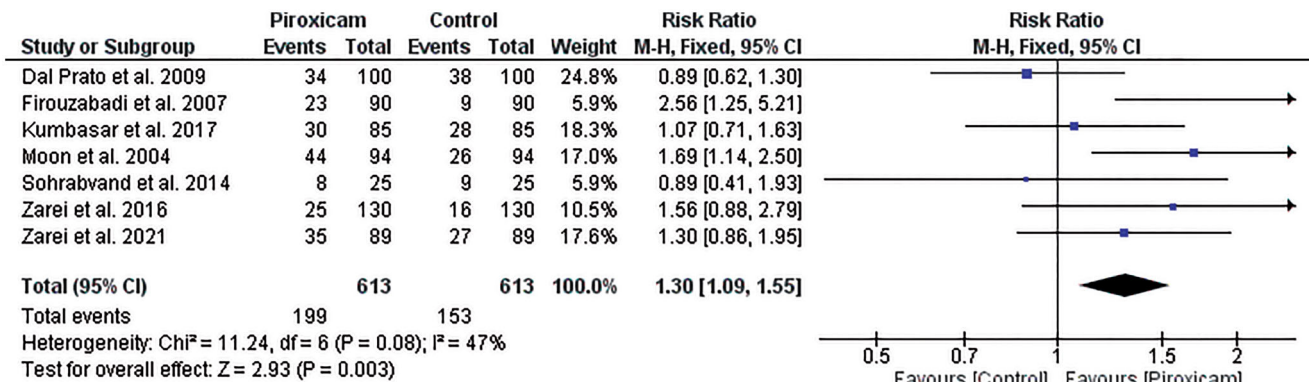 Piroxicam Control Risk Ratio Risk Ratio
Study or Subgroup Events Total Events Total Weight M-H, Fixed, 95% CI M-H, Fixed, 95% CI
Dal Prato et al. 2009 34 100 38 100 24.8% 0.89 [0.62, 1.30]
Firouzabadi et al. 2007 23 90 9 90 5.9% 2.56 [1.25, 5.21]
Kumbasar et al. 2017 30 85 28 85 18.3% 1.07 [0.71, 1.63]
Moon et al. 2004 44 94 26 94 17.0% 1.69 [1.14, 2.50]
Sohrabvand et al. 2014 8 25 9 25 5.9% 0.89 [0.41, 1.93]
Zarei et al. 2016 25 130 16 130 10.5% 1.56 [0.88, 2.79]
Zarei et al. 2021 35 89 27 89 17.6% 1.30 [0.86, 1.95]
Total (95% CI) 613 613 100.0% 1.30 [1.09, 1.55]
Total events 199 153
Heterogeneity: Chi² = 11.24, df = 6 (P = 0.08); I² = 47%
Test for overall effect: Z = 2.93 (P = 0.003)
0.5 0.7 1 1.5 2
Favours [Control] Favours [Piroxicam]